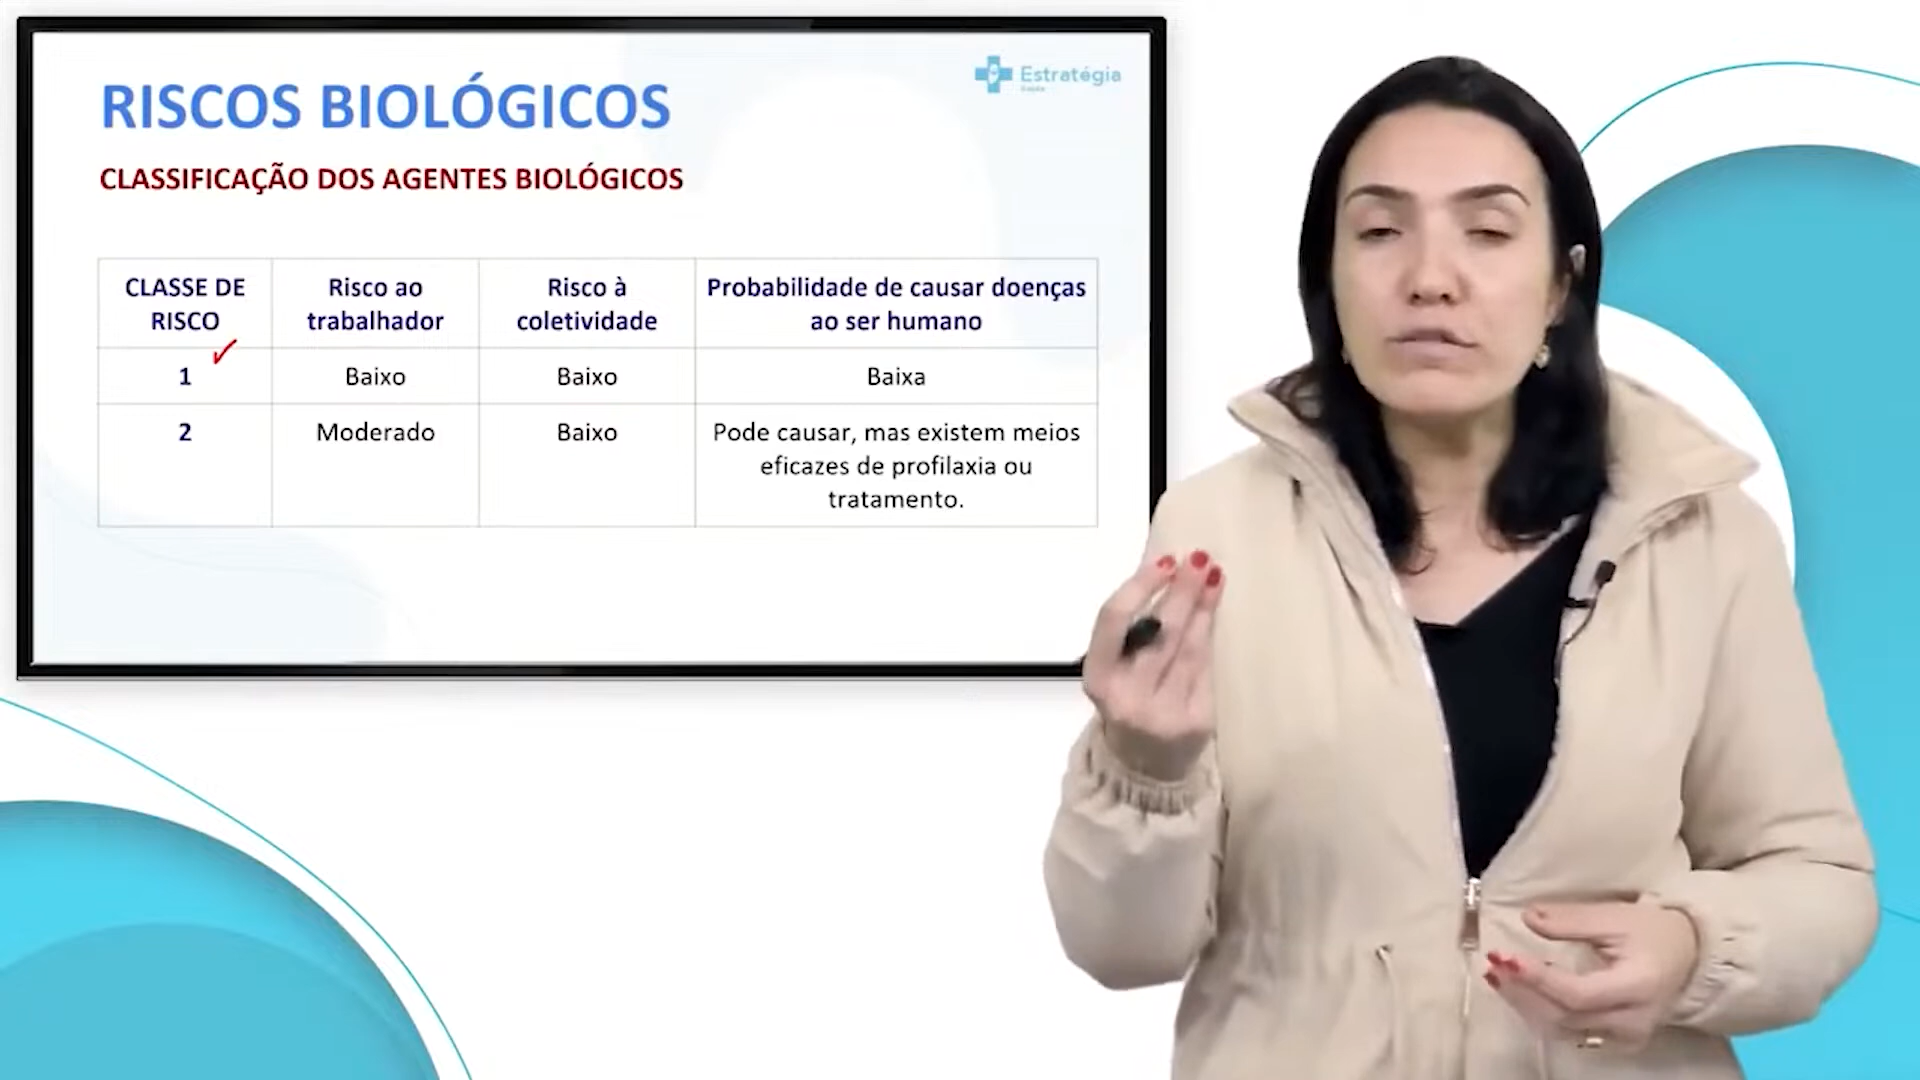 Estratégia
RISCOS BIOLÓGICOS
CLASSIFICAÇÃO DOS AGENTES BIOLÓGICOS
CLASSE DE RISCO
Risco ao trabalhador
Risco à coletividade
Probabilidade de causar doenças ao ser humano
1
Baixo
Baixo
Baixa
2
Moderado
Baixo
Pode causar, mas existem meios
eficazes de profilaxia ou
tratamento.